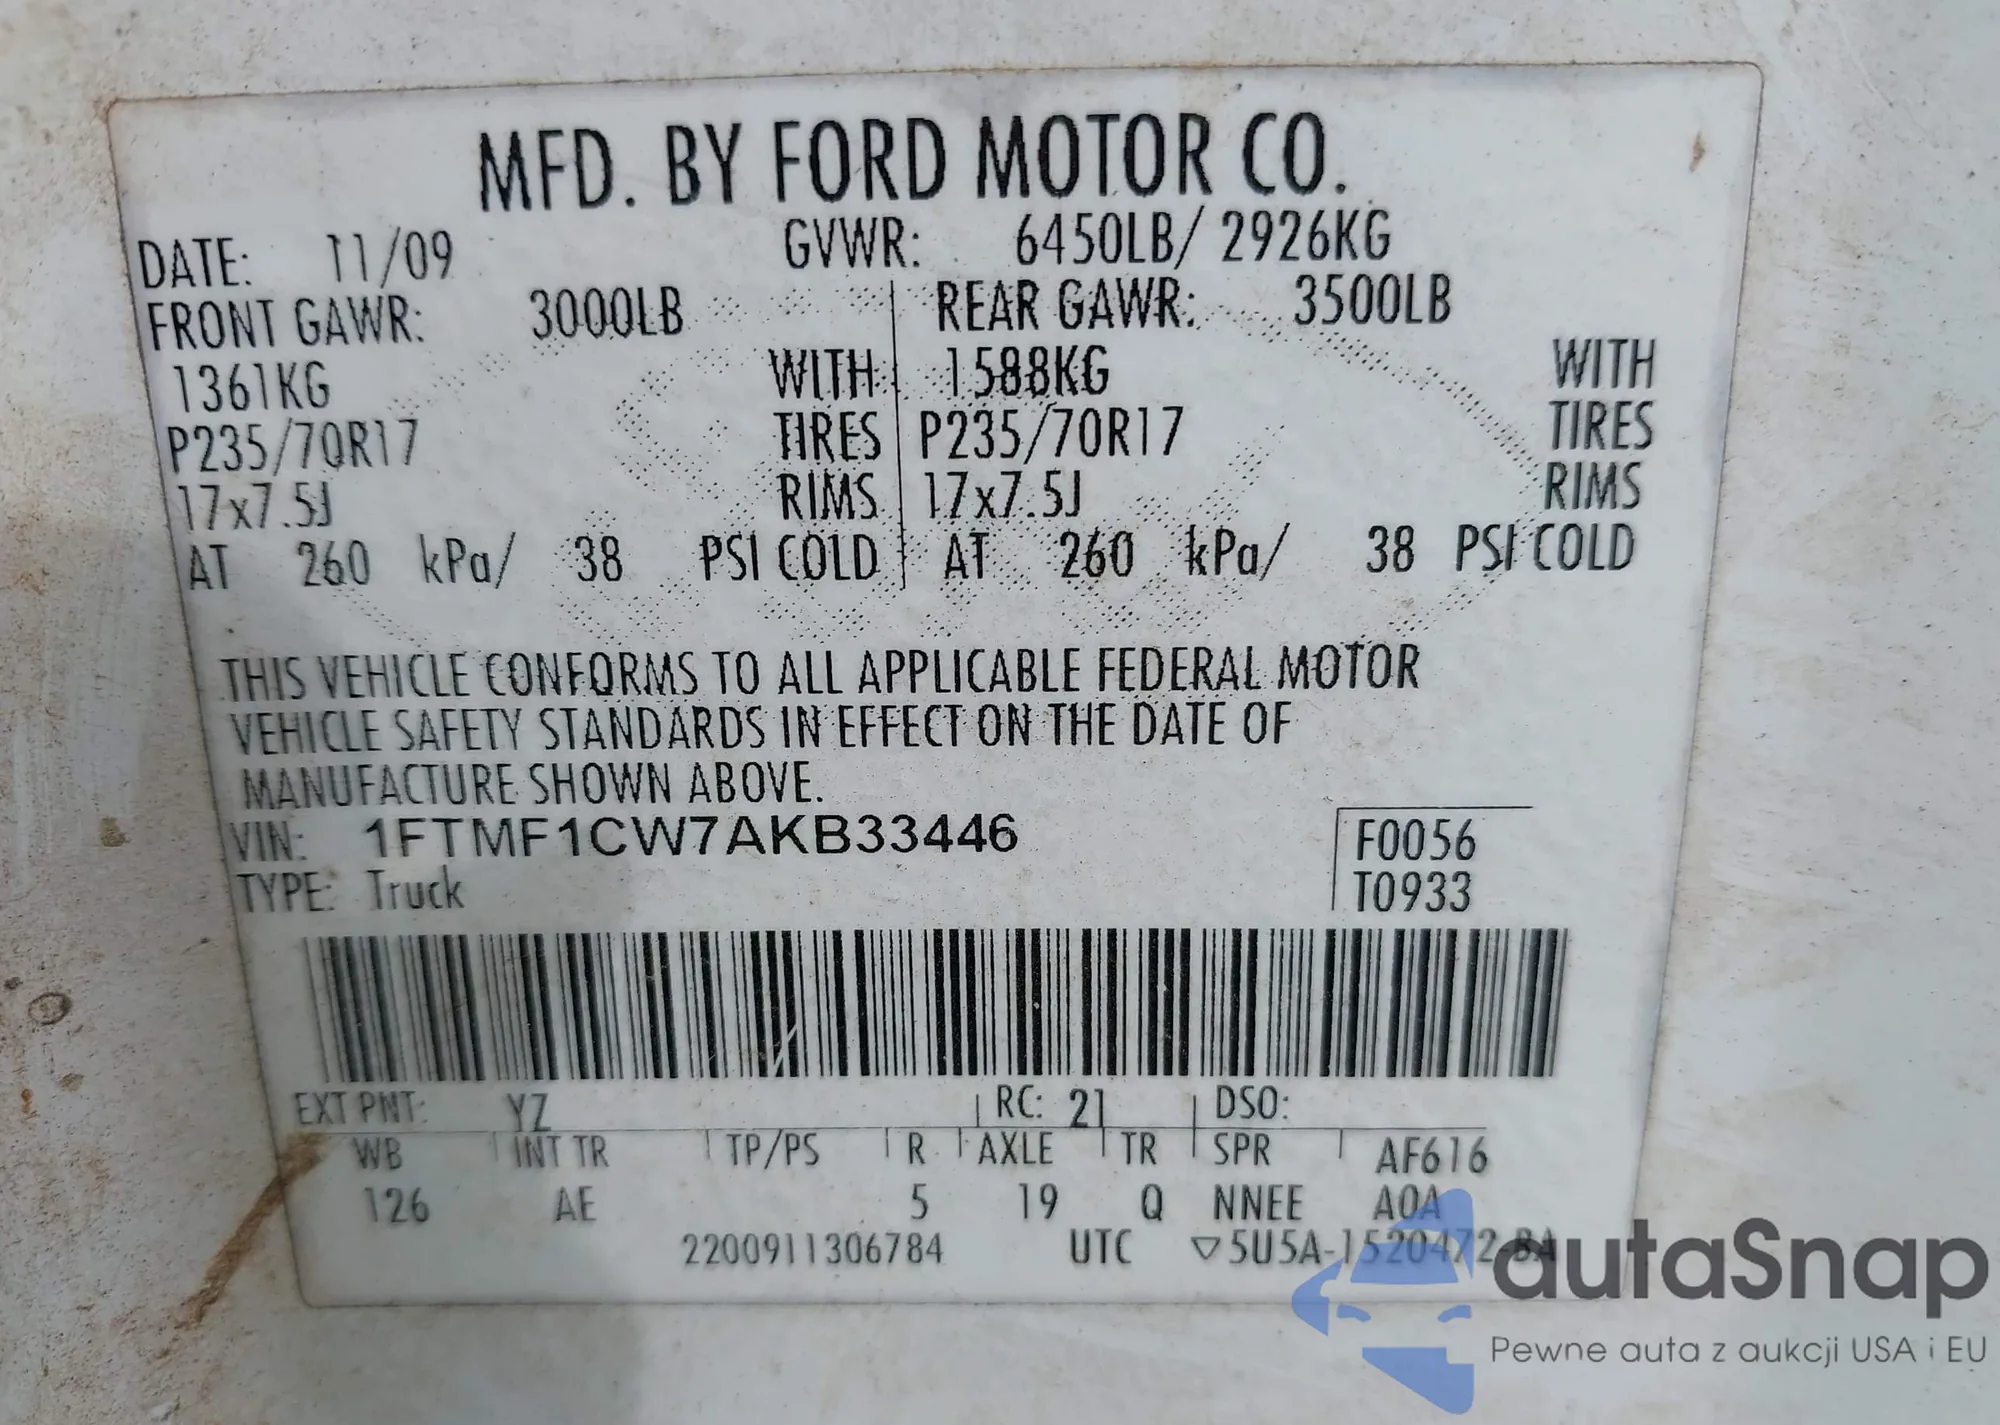 MFD. BY FORD MOTOR CO.
DATE: 11/09 GVWR: 6450LB/ 2926KG
FRONT GAWR: 3000LB REAR GAWR: 3500LB
1361KG WITH 1588KG WITH
P235/70R17 TIRES P235/70R17 TIRES
17x7.5J RIMS 17x7.5J RIMS
AT 260 kPa/ 38 PSI COLD AT 260 kPa/ 38 PSI COLD
THIS VEHICLE CONFORMS TO ALL APPLICABLE FEDERAL MOTOR
VEHICLE SAFETY STANDARDS IN EFFECT ON THE DATE OF
MANUFACTURE SHOWN ABOVE.
VIN: 1FTMF1CW7AKB33446 F0056
TYPE: Truck T0933
EXT PNT: YZ RC: 21 DSO:
WB INT TR TP/PS R AXLE TR SPR AF616
126 AE 5 19 Q NNEE A0A
2200911306784 UTC ▽5U5A-1520472-BA
autaSnap
Pewne auta z aukcji USA i EU